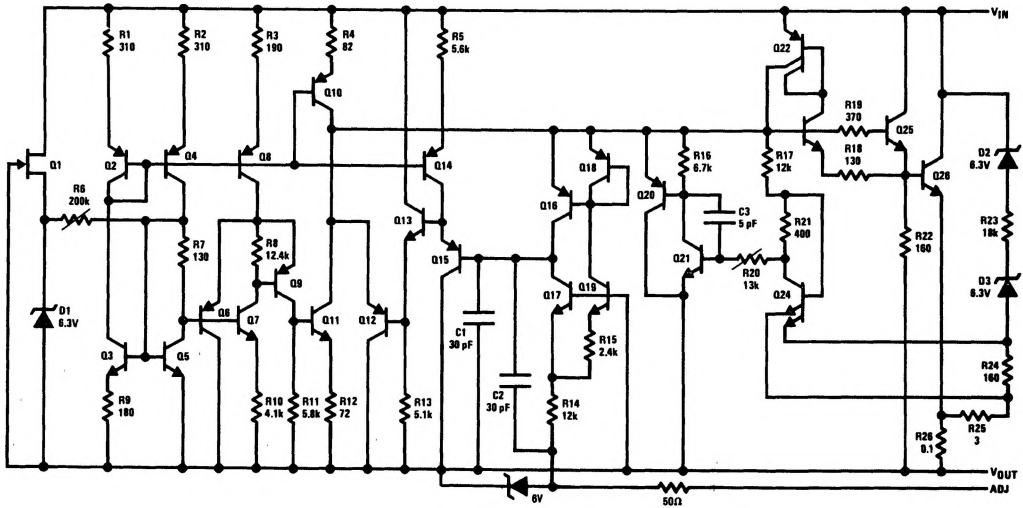 V_IN
R1
310
R2
310
R3
190
R4
82
R5
5.6k
Q22
Q10
R19
370
Q25
R18
130
Q1
Q2
Q4
Q8
Q14
Q18
R16
6.7k
R17
12k
Q26
D2
6.3V
R6
200k
Q16
Q20
Q13
R7
130
R8
12.4k
Q9
Q15
C3
5 pF
R21
400
R23
18k
Q21
R22
160
R20
13k
D1
6.3V
Q6
Q7
Q11
Q12
Q17
Q19
Q24
D3
6.3V
Q3
Q5
C1
30 pF
R15
2.4k
R24
160
R9
180
R10
4.1k
R11
5.8k
R12
72
R13
5.1k
C2
30 pF
R14
12k
R26
0.1
R25
3
V_OUT
6V
50Ω
ADJ